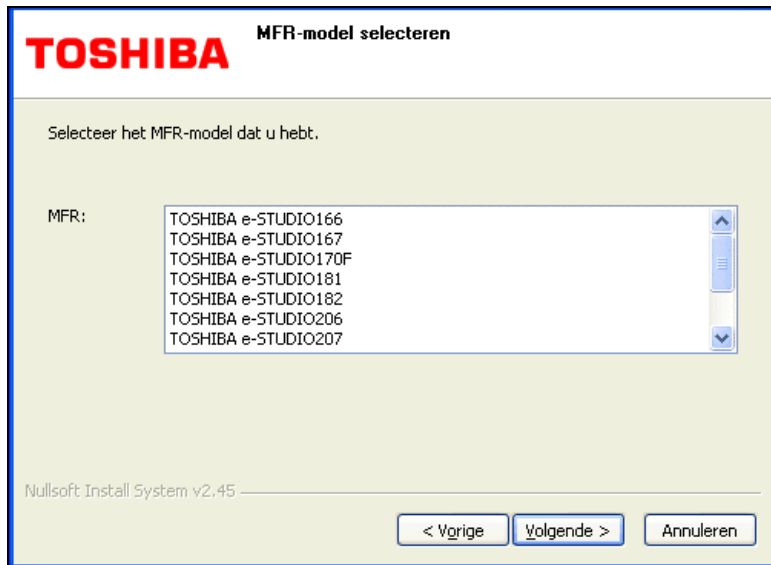 TOSHIBA
MFR-model selecteren
Selecteer het MFR-model dat u hebt.
MFR:
TOSHIBA e-STUDIO166
TOSHIBA e-STUDIO167
TOSHIBA e-STUDIO170F
TOSHIBA e-STUDIO181
TOSHIBA e-STUDIO182
TOSHIBA e-STUDIO206
TOSHIBA e-STUDIO207
Nullsoft Install System v2.45
< Vorige
Volgende >
Annuleren